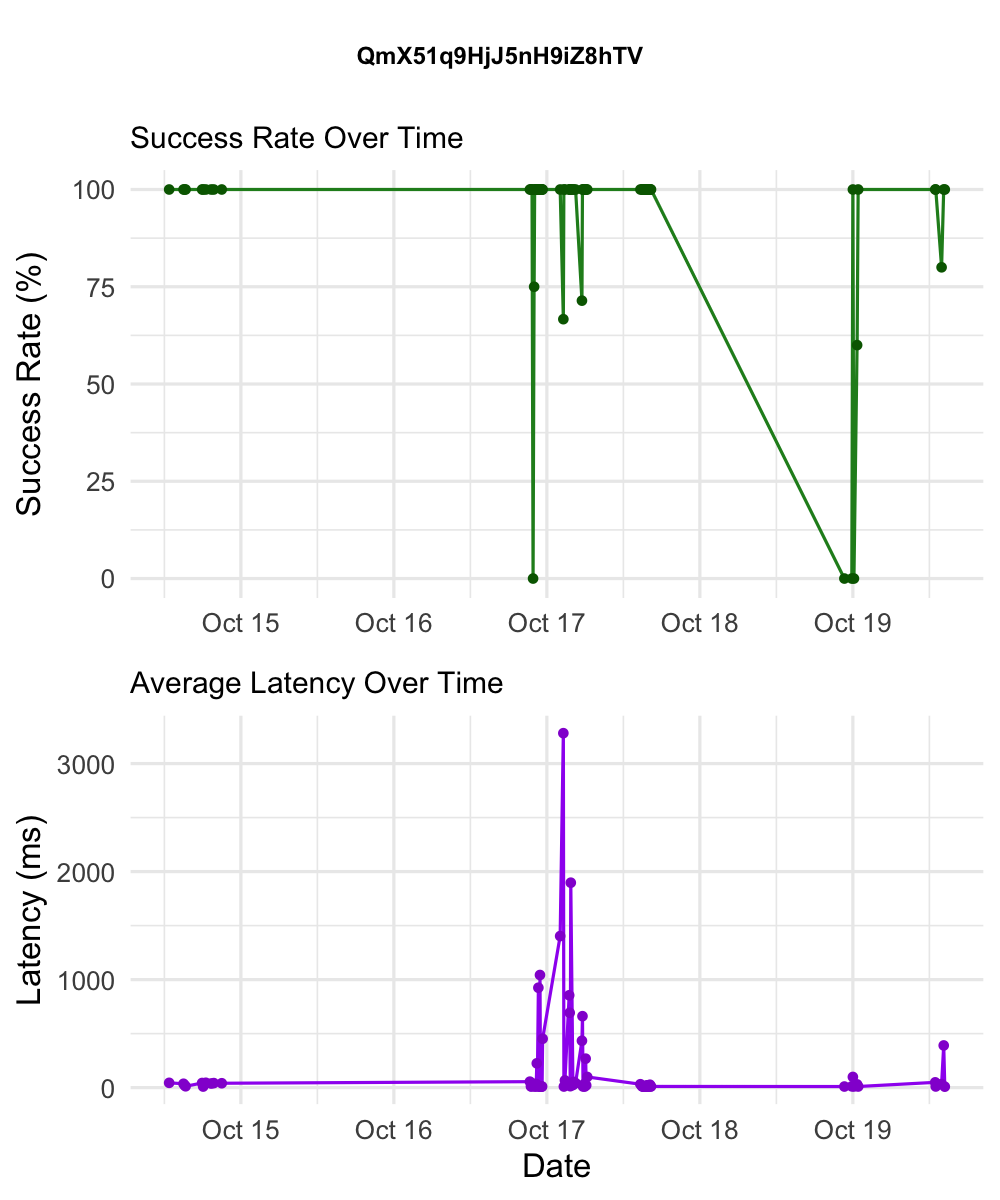 QmX51q9HjJ5nH9iZ8hTV
Success Rate Over Time
100
75
50
25
0
Success Rate (%)
Oct 15 Oct 16 Oct 17 Oct 18 Oct 19
Average Latency Over Time
3000
2000
1000
0
Latency (ms)
Oct 15 Oct 16 Oct 17 Oct 18 Oct 19
Date